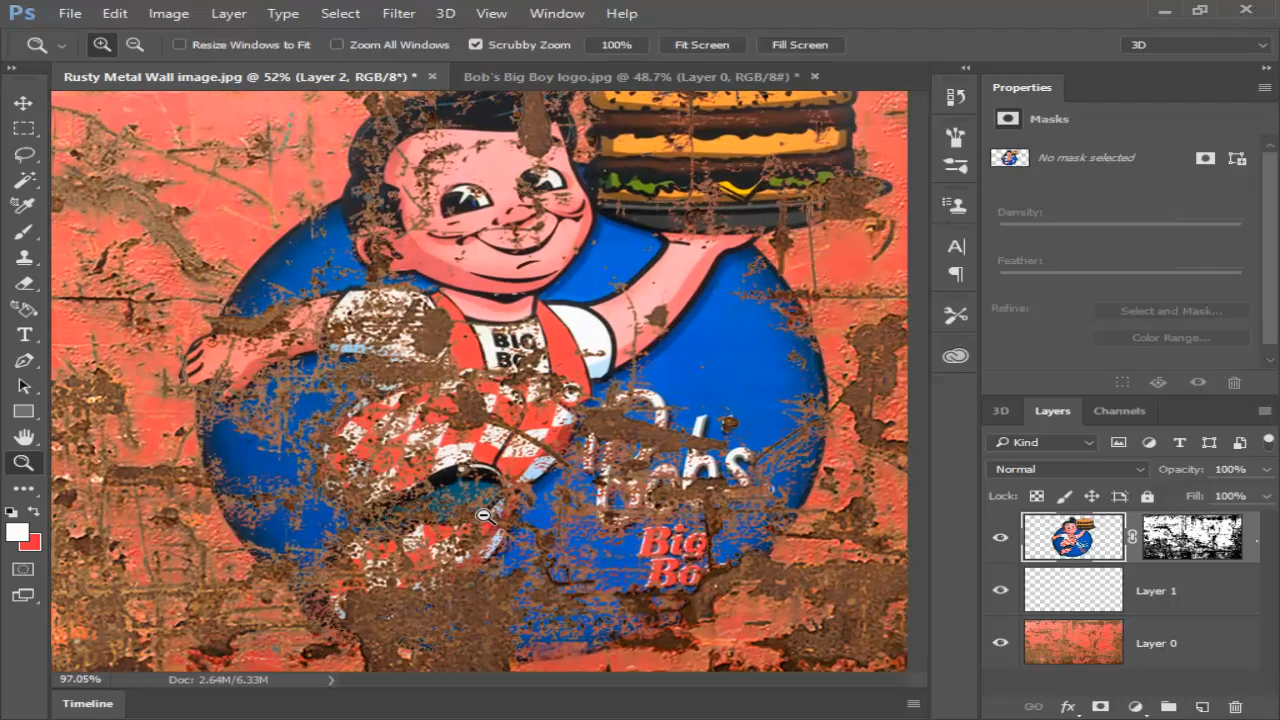 Ps File Edit Image Layer Type Select Filter 3D View Window Help
Resize Windows to Fit Zoom All Windows Scrubby Zoom 100% Fit Screen Fill Screen 3D
Rusty Metal Wall image.jpg @ 52% (Layer 2, RGB/8*) * × Bob's Big Boy logo.jpg @ 48.7% (Layer 0, RGB/8#) * ×
Properties
Masks
No mask selected
Density:
Feather:
Refine: Select and Mask...
Color Range...
BIG
BO
Bobs
Big
Bo
3D Layers Channels
Kind
Normal Opacity: 100%
Lock: Fill: 100%
Layer 1
Layer 0
97.05% Doc: 2.64M/6.33M
Timeline